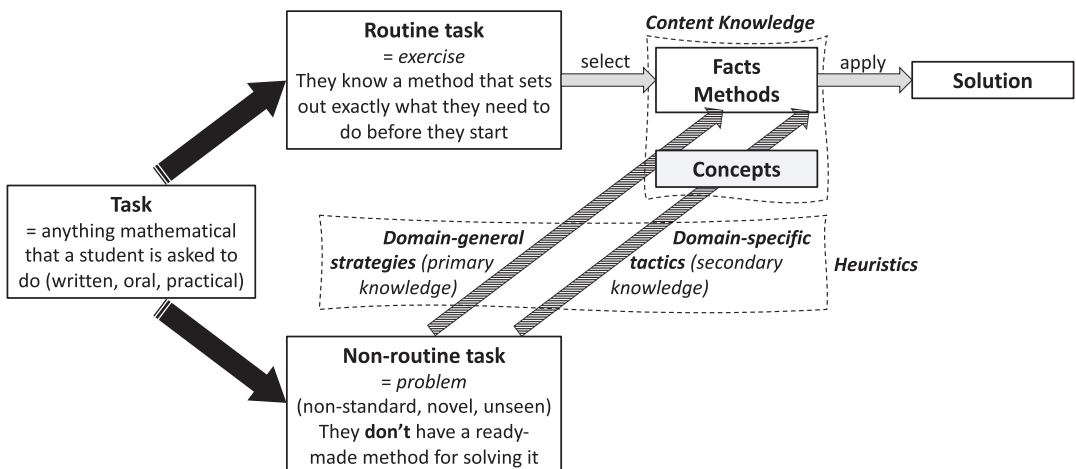 Routine task
= exercise
They know a method that sets
out exactly what they need to
do before they start
select
Content Knowledge
Facts
Methods
Concepts
apply
Solution
Task
= anything mathematical
that a student is asked to
do (written, oral, practical)
Domain-general
strategies (primary
knowledge)
Domain-specific
tactics (secondary
knowledge)
Heuristics
Non-routine task
= problem
(non-standard, novel, unseen)
They don't have a ready-
made method for solving it